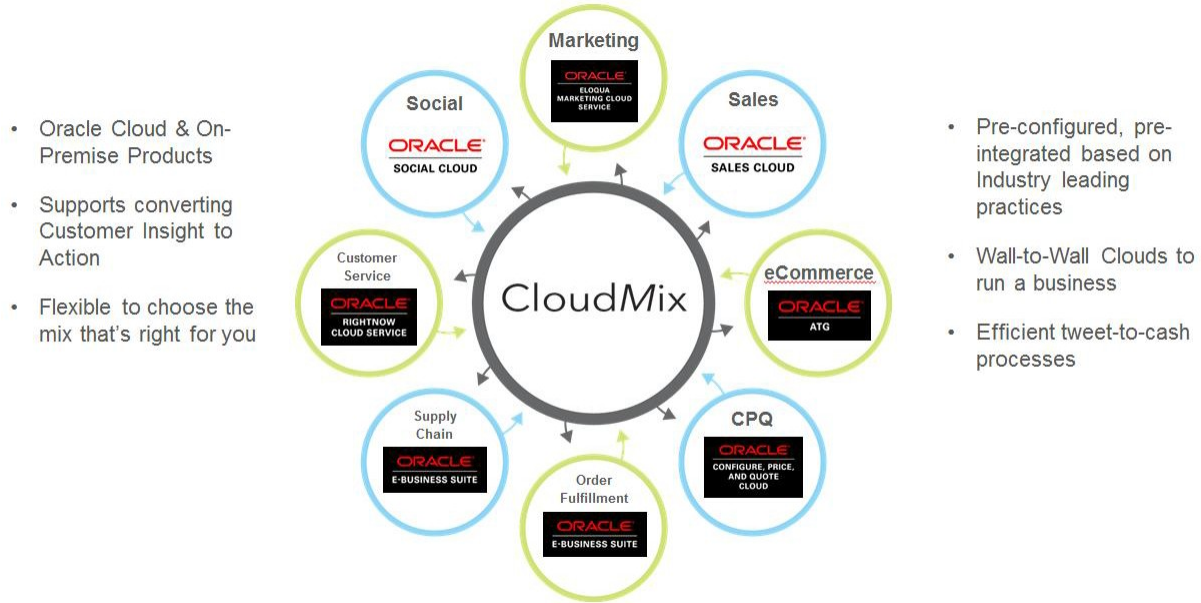 • Oracle Cloud & On-
Premise Products
• Supports converting
Customer Insight to
Action
• Flexible to choose the
mix that's right for you
Marketing
ORACLE
ELOQUA
MARKETING CLOUD
SERVICE
Social
ORACLE
SOCIAL CLOUD
Sales
ORACLE
SALES CLOUD
Customer
Service
ORACLE
RIGHTNOW
CLOUD SERVICE
CloudMix
eCommerce
ORACLE
ATG
Supply
Chain
ORACLE
E-BUSINESS SUITE
Order
Fulfillment
ORACLE
E-BUSINESS SUITE
CPQ
ORACLE
CONFIGURE, PRICE,
AND QUOTE
CLOUD
• Pre-configured, pre-
integrated based on
Industry leading
practices
• Wall-to-Wall Clouds to
run a business
• Efficient tweet-to-cash
processes